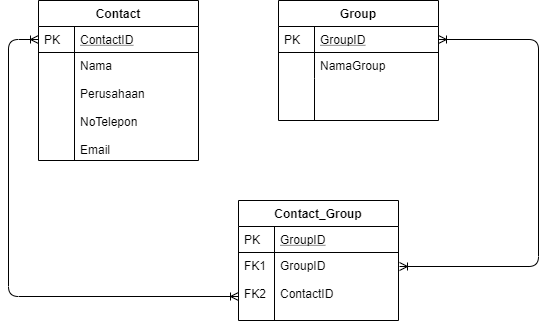 Contact
PK ContactID
Nama
Perusahaan
NoTelepon
Email
Group
PK GroupID
NamaGroup
Contact_Group
PK GroupID
FK1 GroupID
FK2 ContactID